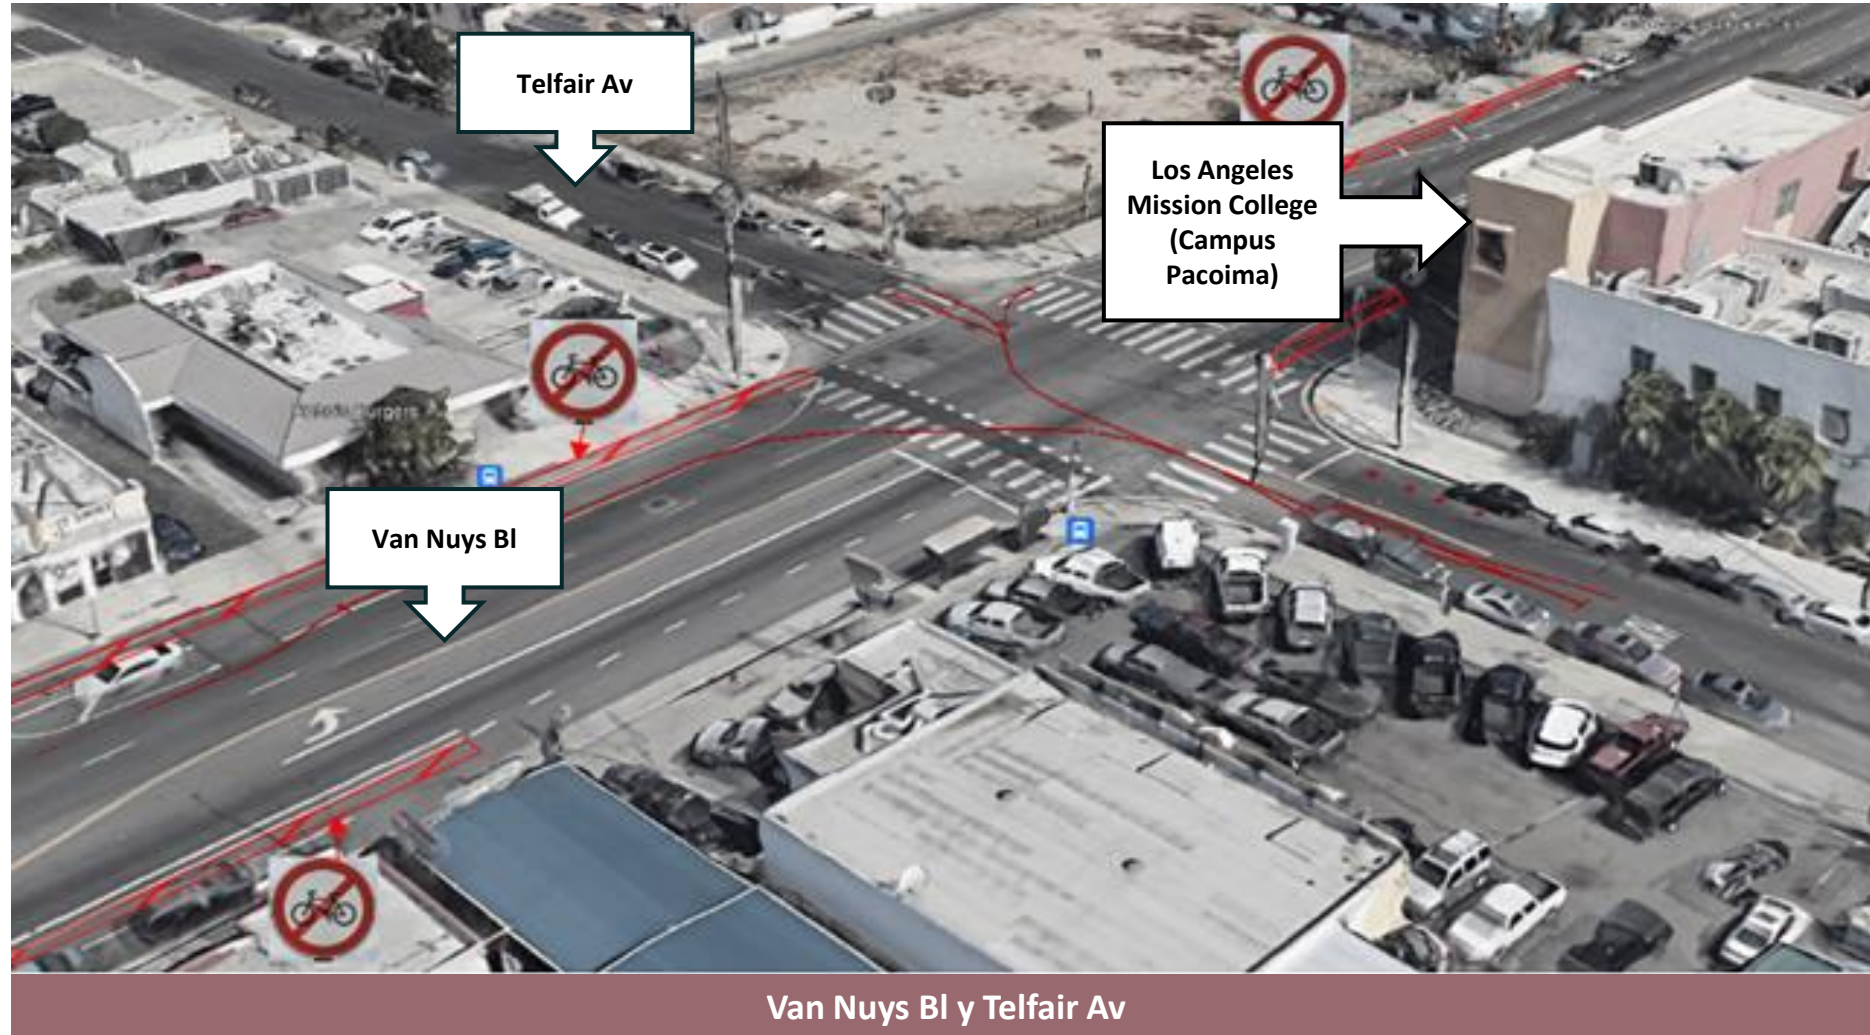 Telfair Av
Los Angeles
Mission College
(Campus
Pacoima)
Van Nuys Bl
Van Nuys Bl y Telfair Av